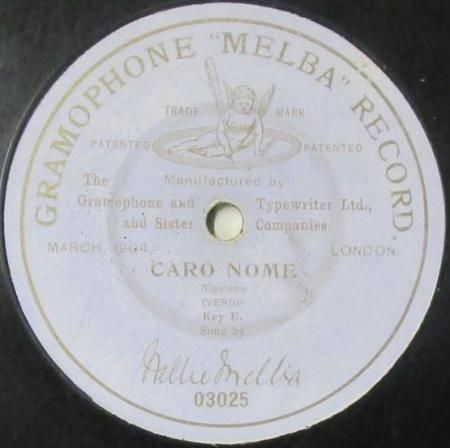 GRAMOPHONE "MELBA" RECORD.
TRADE MARK
PATENTED PATENTED
The Manufactured by
Gramophone and Typewriter Ltd.,
and Sister Companies.
MARCH, 1904. LONDON
CARO NOME
Rigoletto
(VERDI)
Key E.
Sung by
Nellie Melba
03025